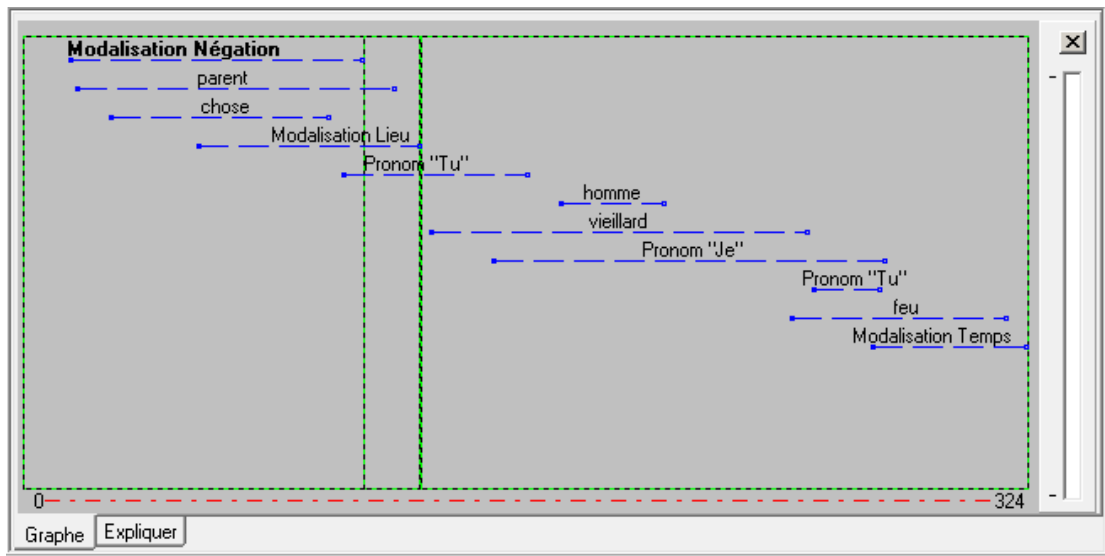 Modalisation Négation
parent
chose
Modalisation Lieu
Pronom "Tu"
homme
vieillard
Pronom "Je"
Pronom "Tu"
feu
Modalisation Temps
0 324
Graphe Expliquer